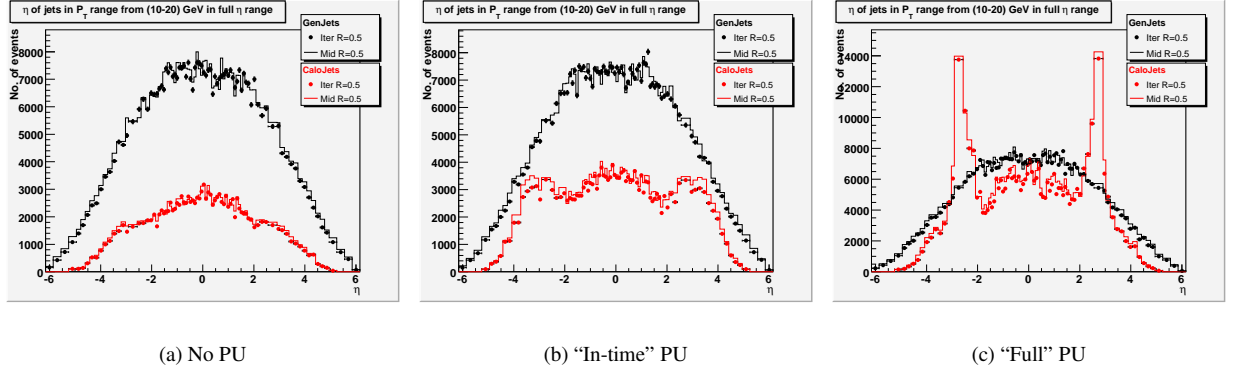 η of jets in P_T range from (10-20) GeV in full η range
No. of events
GenJets
Iter R=0.5
Mid R=0.5
CaloJets
Iter R=0.5
Mid R=0.5
8000
7000
6000
5000
4000
3000
2000
1000
0
-6 -4 -2 0 2 4 6
η
(a) No PU
η of jets in P_T range from (10-20) GeV in full η range
No. of events
GenJets
Iter R=0.5
Mid R=0.5
CaloJets
Iter R=0.5
Mid R=0.5
8000
7000
6000
5000
4000
3000
2000
1000
0
-6 -4 -2 0 2 4 6
η
(b) “In-time” PU
η of jets in P_T range from (10-20) GeV in full η range
No. of events
GenJets
Iter R=0.5
Mid R=0.5
CaloJets
Iter R=0.5
Mid R=0.5
14000
12000
10000
8000
6000
4000
2000
0
-6 -4 -2 0 2 4 6
η
(c) “Full” PU